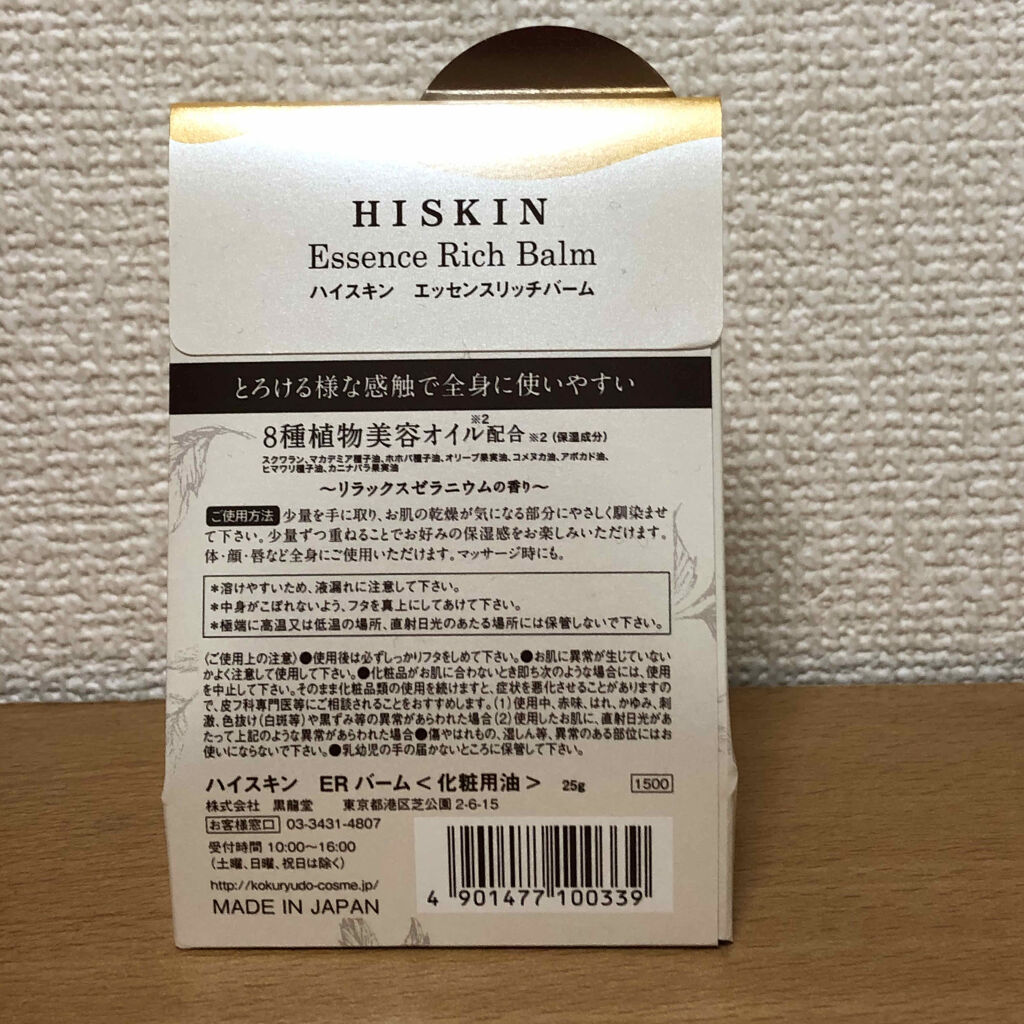 HISKIN
Essence Rich Balm
ハイスキン　エッセンスリッチバーム
とろける様な感触で全身に使いやすい
8種植物美容オイル※2配合 ※2 (保湿成分)
スクワラン、マカデミア種子油、ホホバ種子油、オリーブ果実油、コメヌカ油、アボカド油、
ヒマワリ種子油、カニナバラ果実油
〜リラックスゼラニウムの香り〜
ご使用方法 少量を手に取り、お肌の乾燥が気になる部分にやさしく馴染ませ
て下さい。少量ずつ重ねることでお好みの保湿感をお楽しみいただけます。
体・顔・唇など全身にご使用いただけます。マッサージ時にも。
*溶けやすいため、液漏れに注意して下さい。
*中身がこぼれないよう、フタを真上にしてあけて下さい。
*極端に高温又は低温の場所、直射日光のあたる場所には保管しないで下さい。
〈ご使用上の注意〉●使用後は必ずしっかりフタをしめて下さい。●お肌に異常が生じていない
かよく注意して使用して下さい。●化粧品がお肌に合わないとき即ち次のような場合には、使用
を中止して下さい。そのまま化粧品類の使用を続けますと、症状を悪化させることがありますの
で、皮フ科専門医等にご相談されることをおすすめします。(1)使用中、赤味、はれ、かゆみ、刺
激、色抜け(白斑等)や黒ずみ等の異常があらわれた場合(2)使用したお肌に、直射日光があ
たって上記のような異常があらわれた場合●傷やはれもの、湿しん等、異常のある部位にはお
使いにならないで下さい。●乳幼児の手の届かないところに保管して下さい。
ハイスキン　ERバーム<化粧用油>　25g　1500
株式会社 黒龍堂　東京都港区芝公園2-6-15
お客様窓口 03-3431-4807
受付時間 10:00〜16:00
(土曜、日曜、祝日は除く)
http://kokuryudo-cosme.jp/
MADE IN JAPAN
4 901477 100339